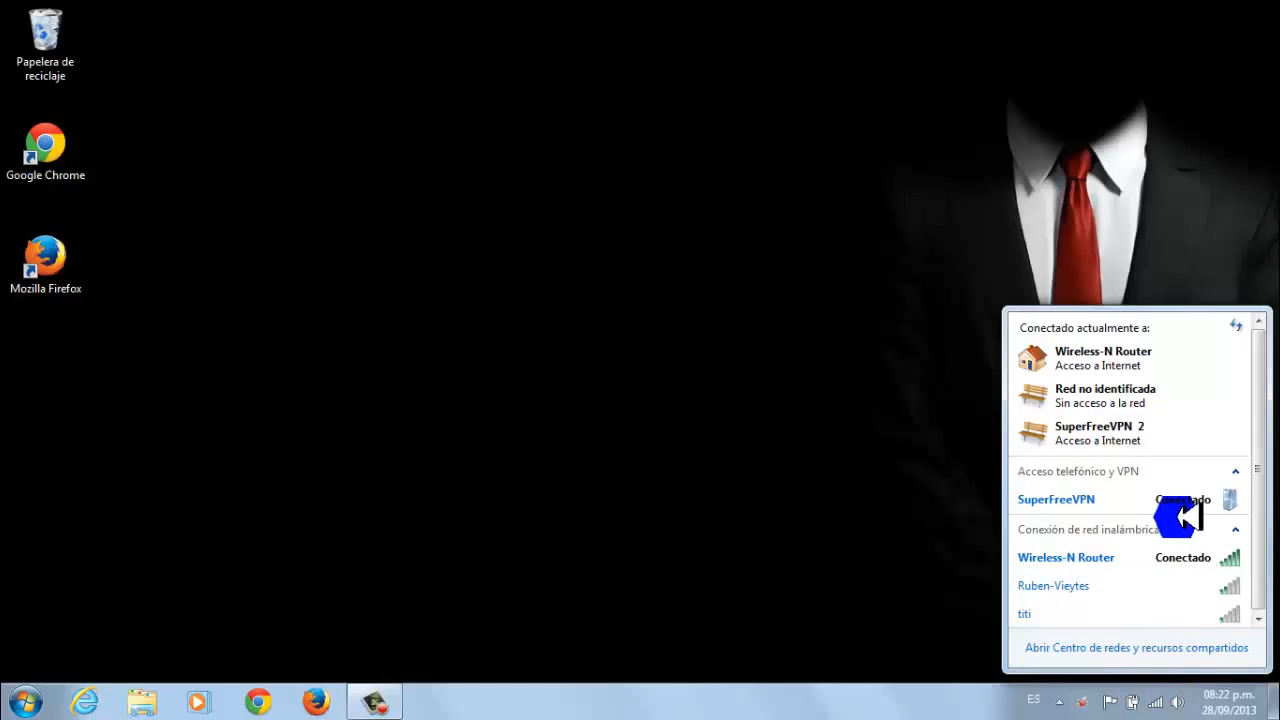 Papelera de
reciclaje
Google Chrome
Mozilla Firefox
Conectado actualmente a:
Wireless-N Router
Acceso a Internet
Red no identificada
Sin acceso a la red
SuperFreeVPN 2
Acceso a Internet
Acceso telefónico y VPN
SuperFreeVPN Conectado
Conexión de red inalámbrica
Wireless-N Router Conectado
Ruben-Vieytes
titi
Abrir Centro de redes y recursos compartidos
ES
08:22 p.m.
28/09/2013